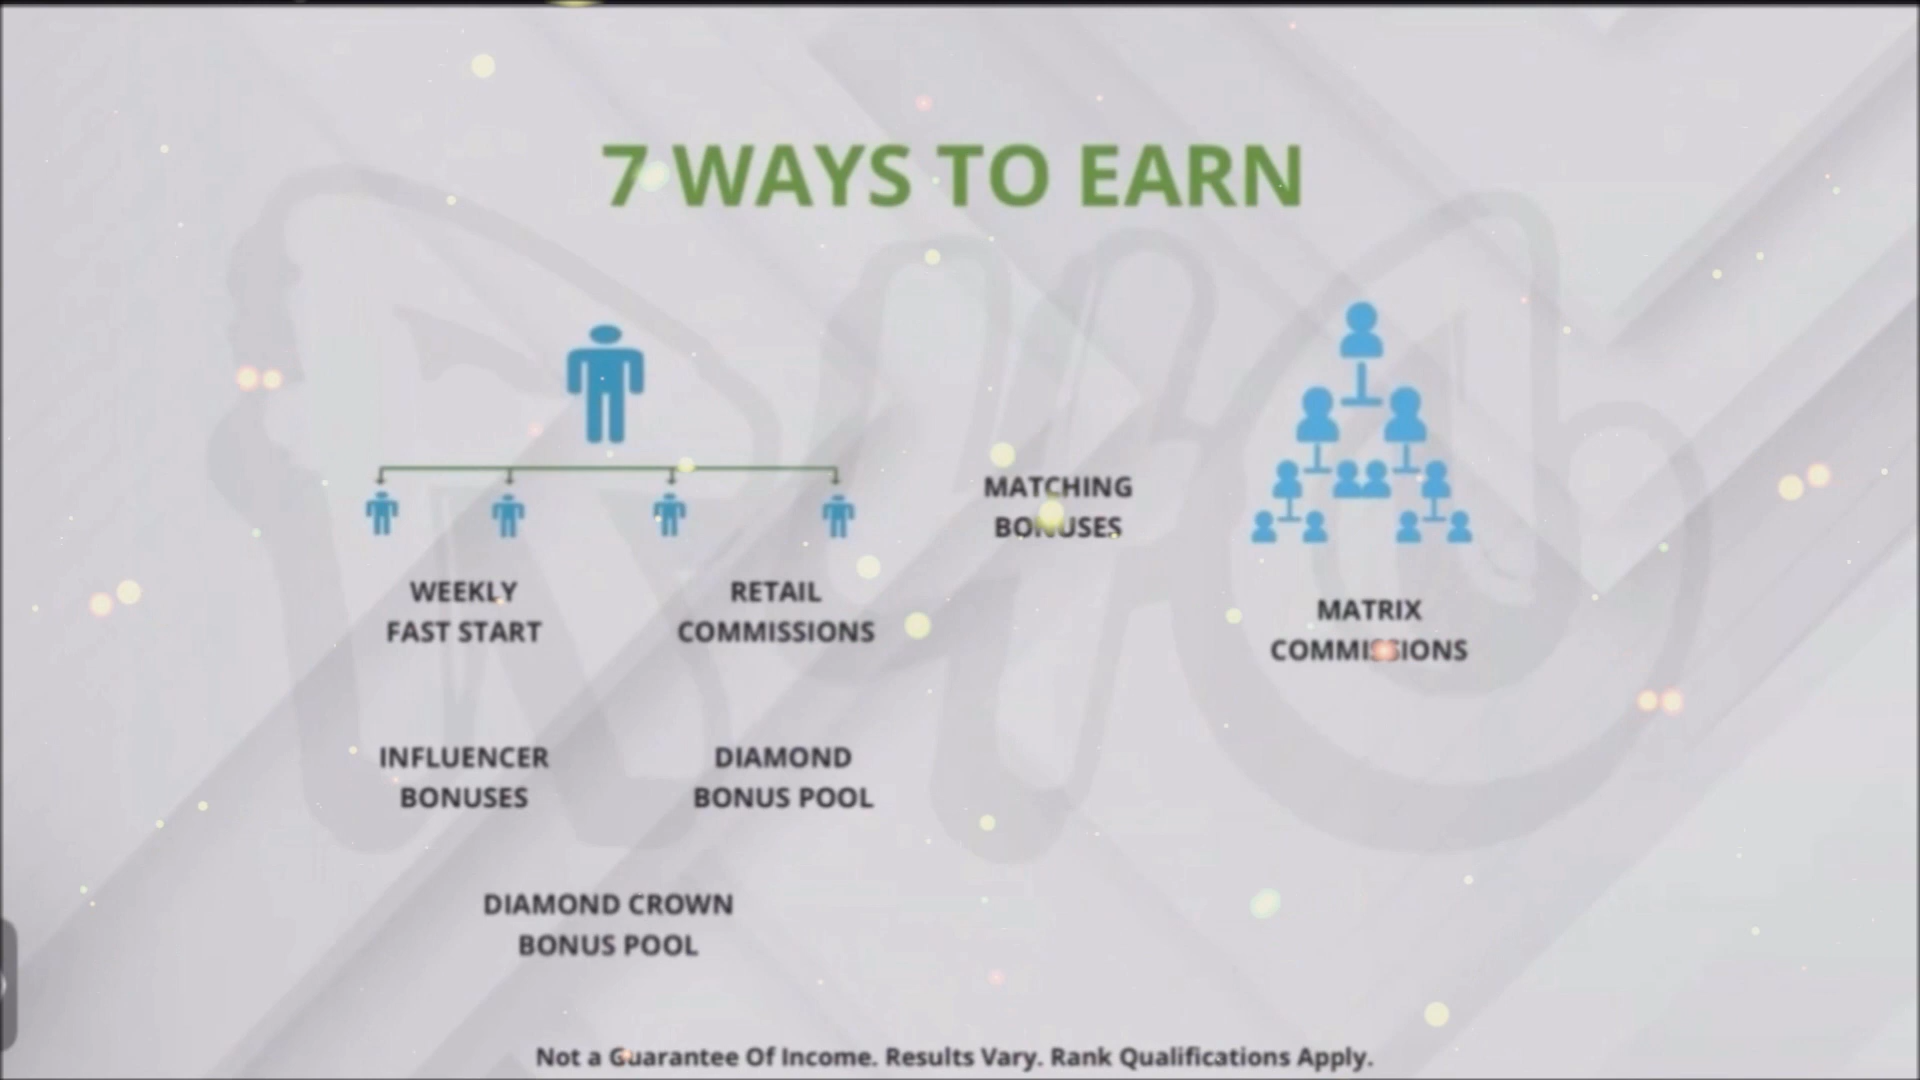 7 WAYS TO EARN
MATCHING
BONUSES
WEEKLY
FAST START
RETAIL
COMMISSIONS
MATRIX
COMMISSIONS
INFLUENCER
BONUSES
DIAMOND
BONUS POOL
DIAMOND CROWN
BONUS POOL
Not a Guarantee Of Income. Results Vary. Rank Qualifications Apply.